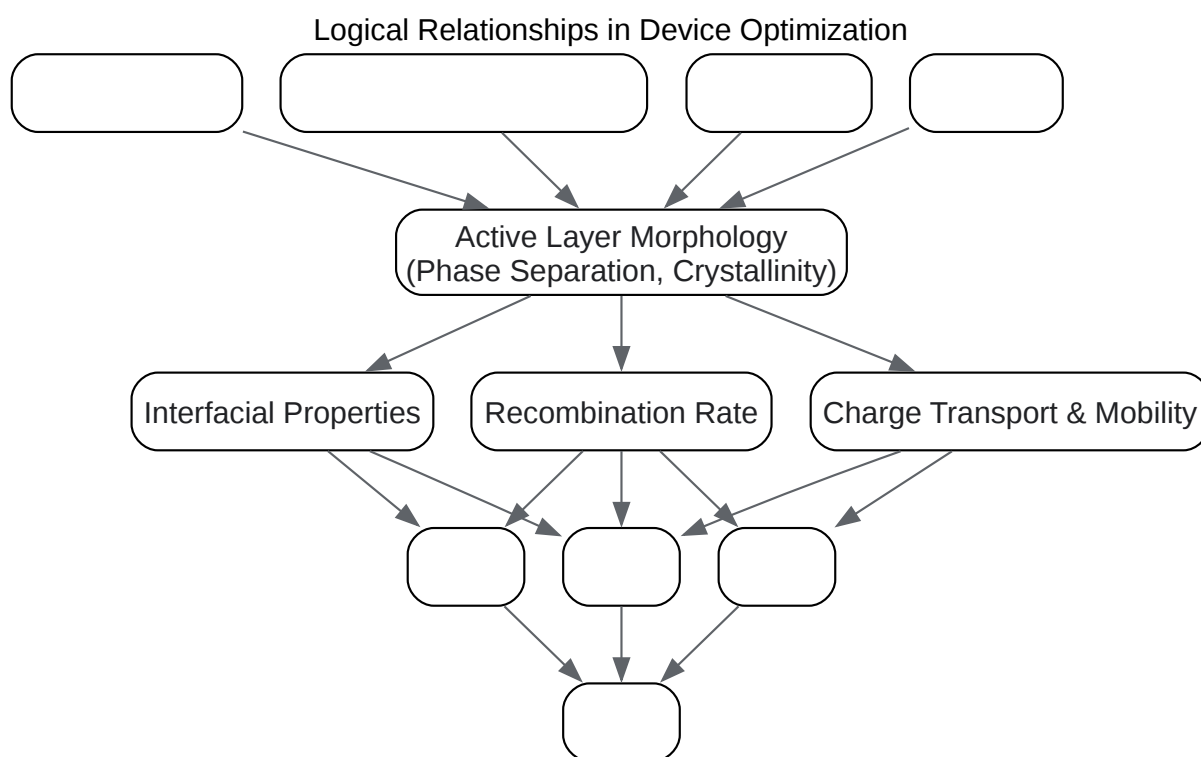 Logical Relationships in Device Optimization
Active Layer Morphology
(Phase Separation, Crystallinity)
Interfacial Properties
Recombination Rate
Charge Transport & Mobility